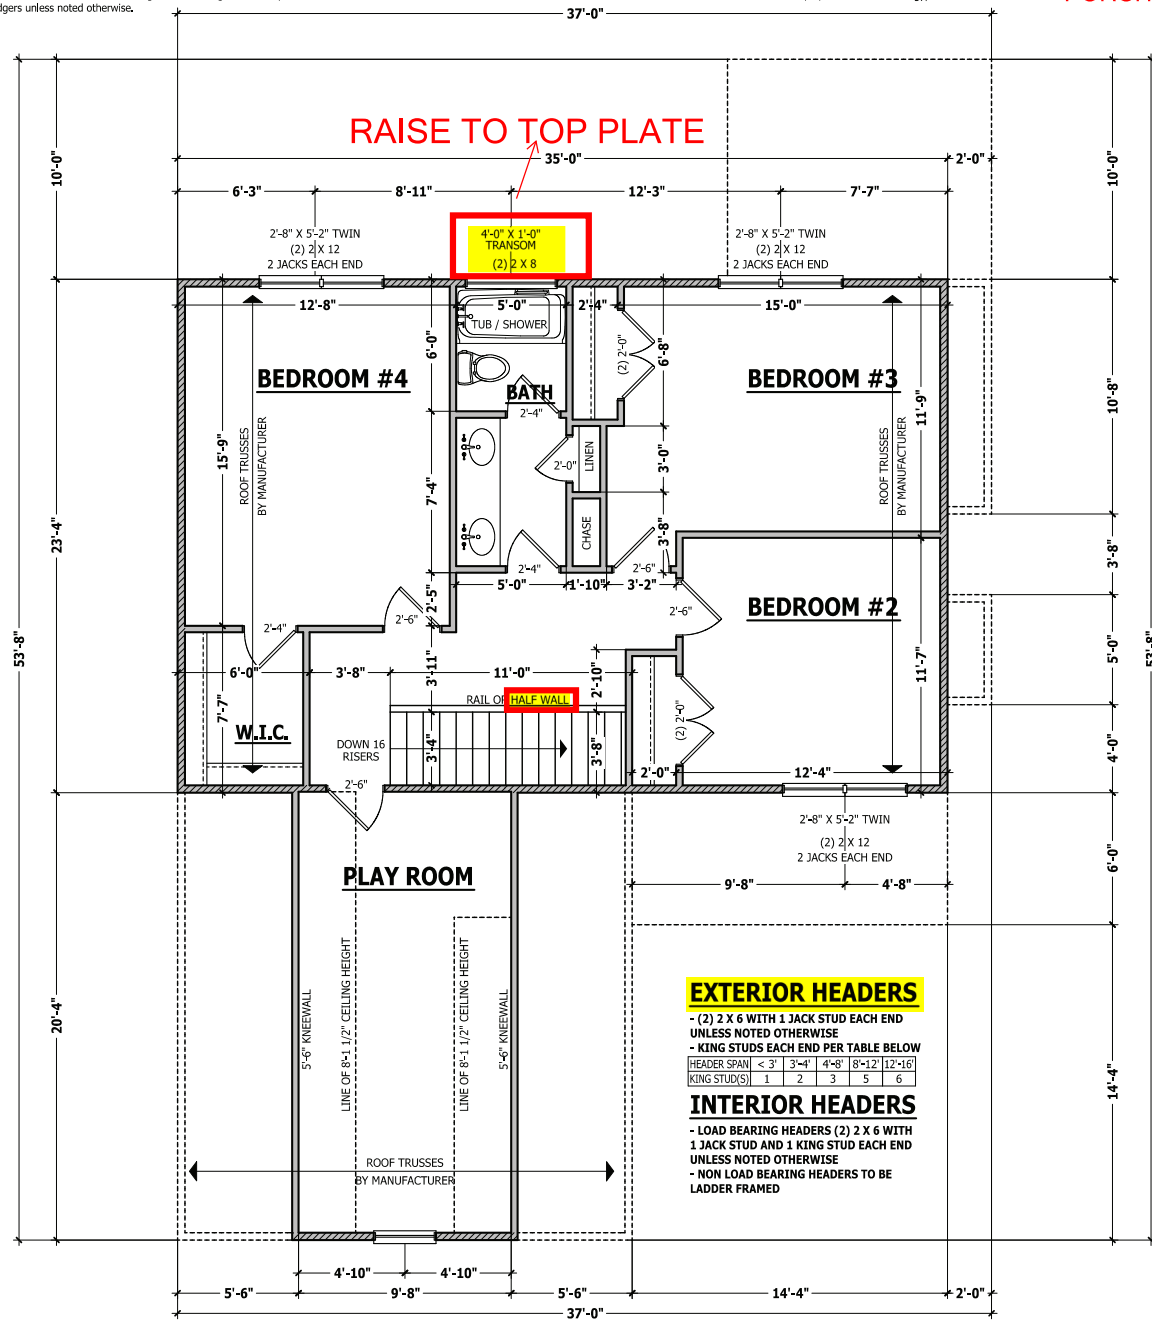 dgers unless noted otherwise.
37'-0"
RAISE TO TOP PLATE
35'-0"
2'-0"
10'-0"
10'-0"
6'-3"
8'-11"
12'-3"
7'-7"
2'-8" X 5'-2" TWIN
(2) 2 X 12
2 JACKS EACH END
4'-0" X 1'-0"
TRANSOM
(2) 2 X 8
2'-8" X 5'-2" TWIN
(2) 2 X 12
2 JACKS EACH END
12'-8"
5'-0"
2'-4"
15'-0"
TUB / SHOWER
6'-0"
(2) 2'-0"
6'-8"
BEDROOM #4
BATH
BEDROOM #3
2'-4"
11'-9"
10'-8"
15'-9"
ROOF TRUSSES
BY MANUFACTURER
2'-0"
LINEN
3'-0"
ROOF TRUSSES
BY MANUFACTURER
7'-4"
CHASE
3'-8"
23'-4"
3'-8"
2'-4"
2'-6"
5'-0"
1'-10"
3'-2"
2'-5"
2'-6"
2'-6"
BEDROOM #2
2'-4"
53'-8"
53'-8"
5'-0"
6'-0"
3'-8"
3'-11"
11'-0"
2'-10"
11'-7"
RAIL OR HALF WALL
7'-7"
W.I.C.
DOWN 16
RISERS
3'-4"
3'-8"
(2) 2'-0"
4'-0"
2'-6"
2'-0"
12'-4"
2'-8" X 5'-2" TWIN
(2) 2 X 12
2 JACKS EACH END
6'-0"
PLAY ROOM
9'-8"
4'-8"
20'-4"
5'-6" KNEEWALL
LINE OF 8'-1 1/2" CEILING HEIGHT
LINE OF 8'-1 1/2" CEILING HEIGHT
5'-6" KNEEWALL
EXTERIOR HEADERS
- (2) 2 X 6 WITH 1 JACK STUD EACH END
UNLESS NOTED OTHERWISE
- KING STUDS EACH END PER TABLE BELOW
HEADER SPAN < 3' 3'-4' 4'-8' 8'-12' 12'-16'
KING STUD(S) 1 2 3 5 6
14'-4"
INTERIOR HEADERS
- LOAD BEARING HEADERS (2) 2 X 6 WITH
1 JACK STUD AND 1 KING STUD EACH END
UNLESS NOTED OTHERWISE
- NON LOAD BEARING HEADERS TO BE
LADDER FRAMED
ROOF TRUSSES
BY MANUFACTURER
4'-10"
4'-10"
5'-6"
9'-8"
5'-6"
14'-4"
2'-0"
37'-0"